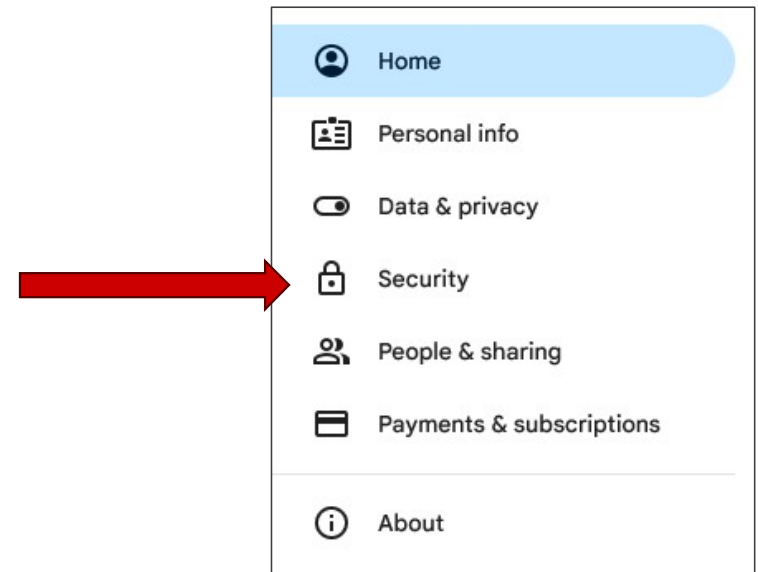 Home
Personal info
Data & privacy
Security
People & sharing
Payments & subscriptions
About